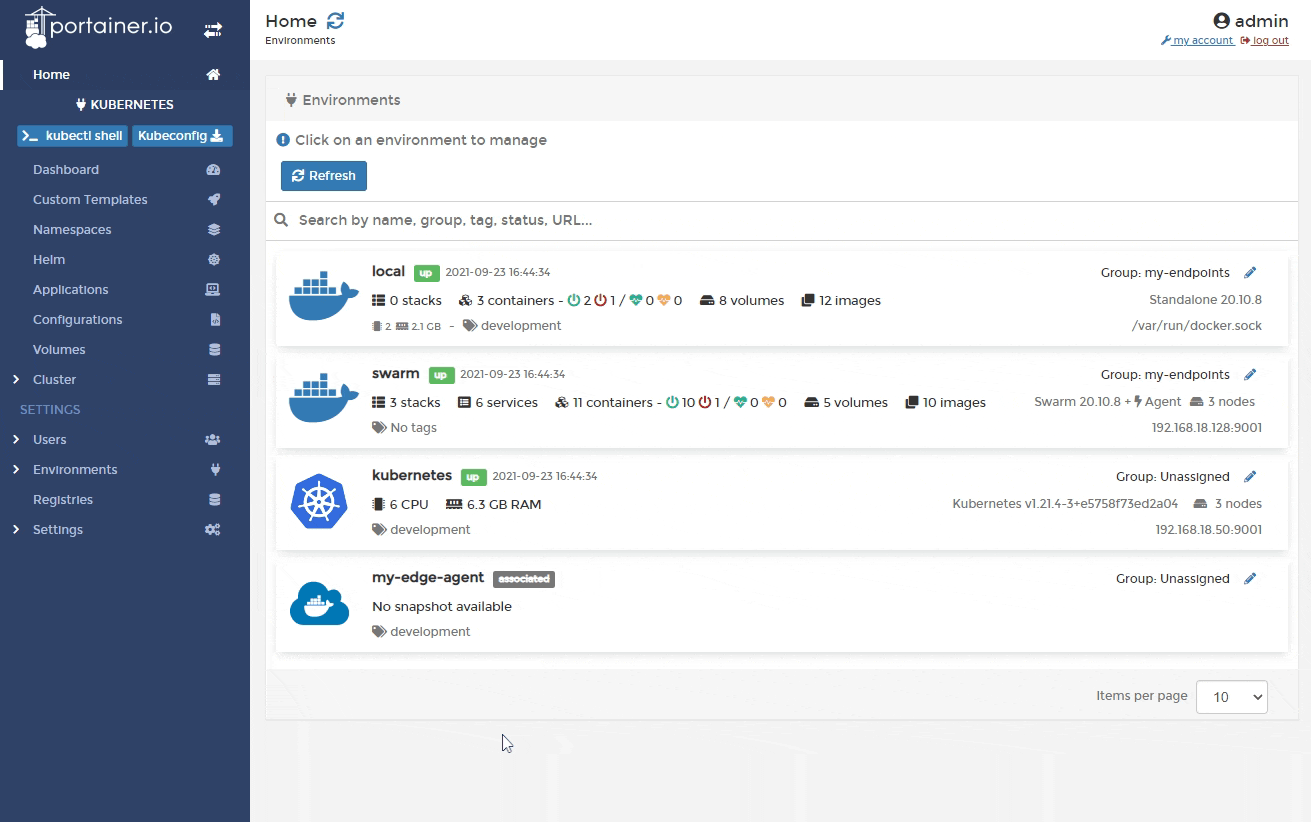 portainer.io
Home
KUBERNETES
kubectl shell
Kubeconfig
Dashboard
Custom Templates
Namespaces
Helm
Applications
Configurations
Volumes
Cluster
SETTINGS
Users
Environments
Registries
Settings
Home
Environments
admin
my account log out
Environments
Click on an environment to manage
Refresh
Search by name, group, tag, status, URL...
local up 2021-09-23 16:44:34 Group: my-endpoints
0 stacks 3 containers - 2 1 / 0 0 8 volumes 12 images Standalone 20.10.8
2 2.1 GB - development /var/run/docker.sock
swarm up 2021-09-23 16:44:34 Group: my-endpoints
3 stacks 6 services 11 containers - 10 1 / 0 0 5 volumes 10 images Swarm 20.10.8 + Agent 3 nodes
No tags 192.168.18.128:9001
kubernetes up 2021-09-23 16:44:34 Group: Unassigned
6 CPU 6.3 GB RAM Kubernetes v1.21.4-3+e5758f73ed2a04 3 nodes
development 192.168.18.50:9001
my-edge-agent associated Group: Unassigned
No snapshot available
development
Items per page 10